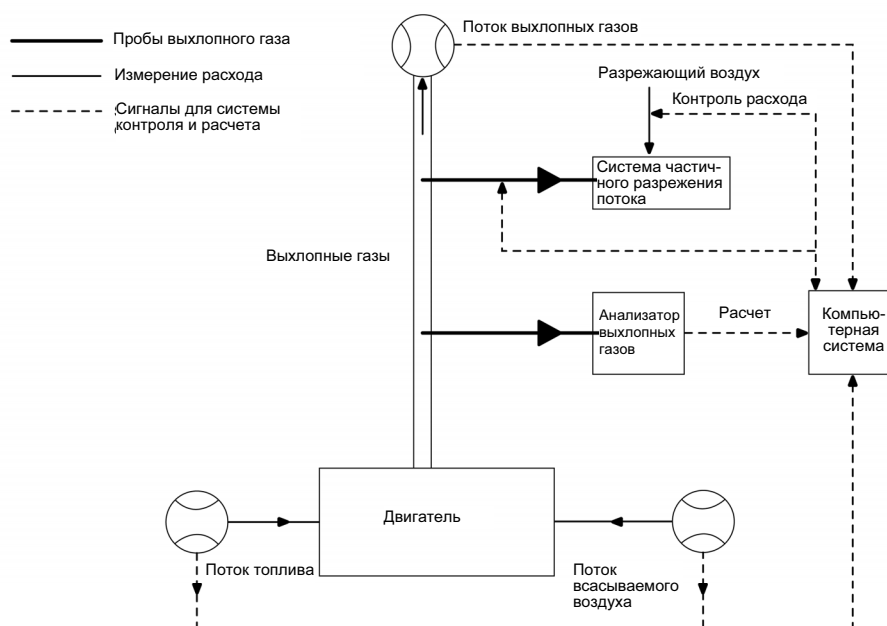 Пробы выхлопного газа
Измерение расхода
Сигналы для системы
контроля и расчета
Поток выхлопных газов
Разрежающий воздух
Контроль расхода
Система частич-
ного разрежения
потока
Выхлопные газы
Анализатор
выхлопных
газов
Расчет
Компью-
терная
система
Двигатель
Поток топлива
Поток
всасываемого
воздуха